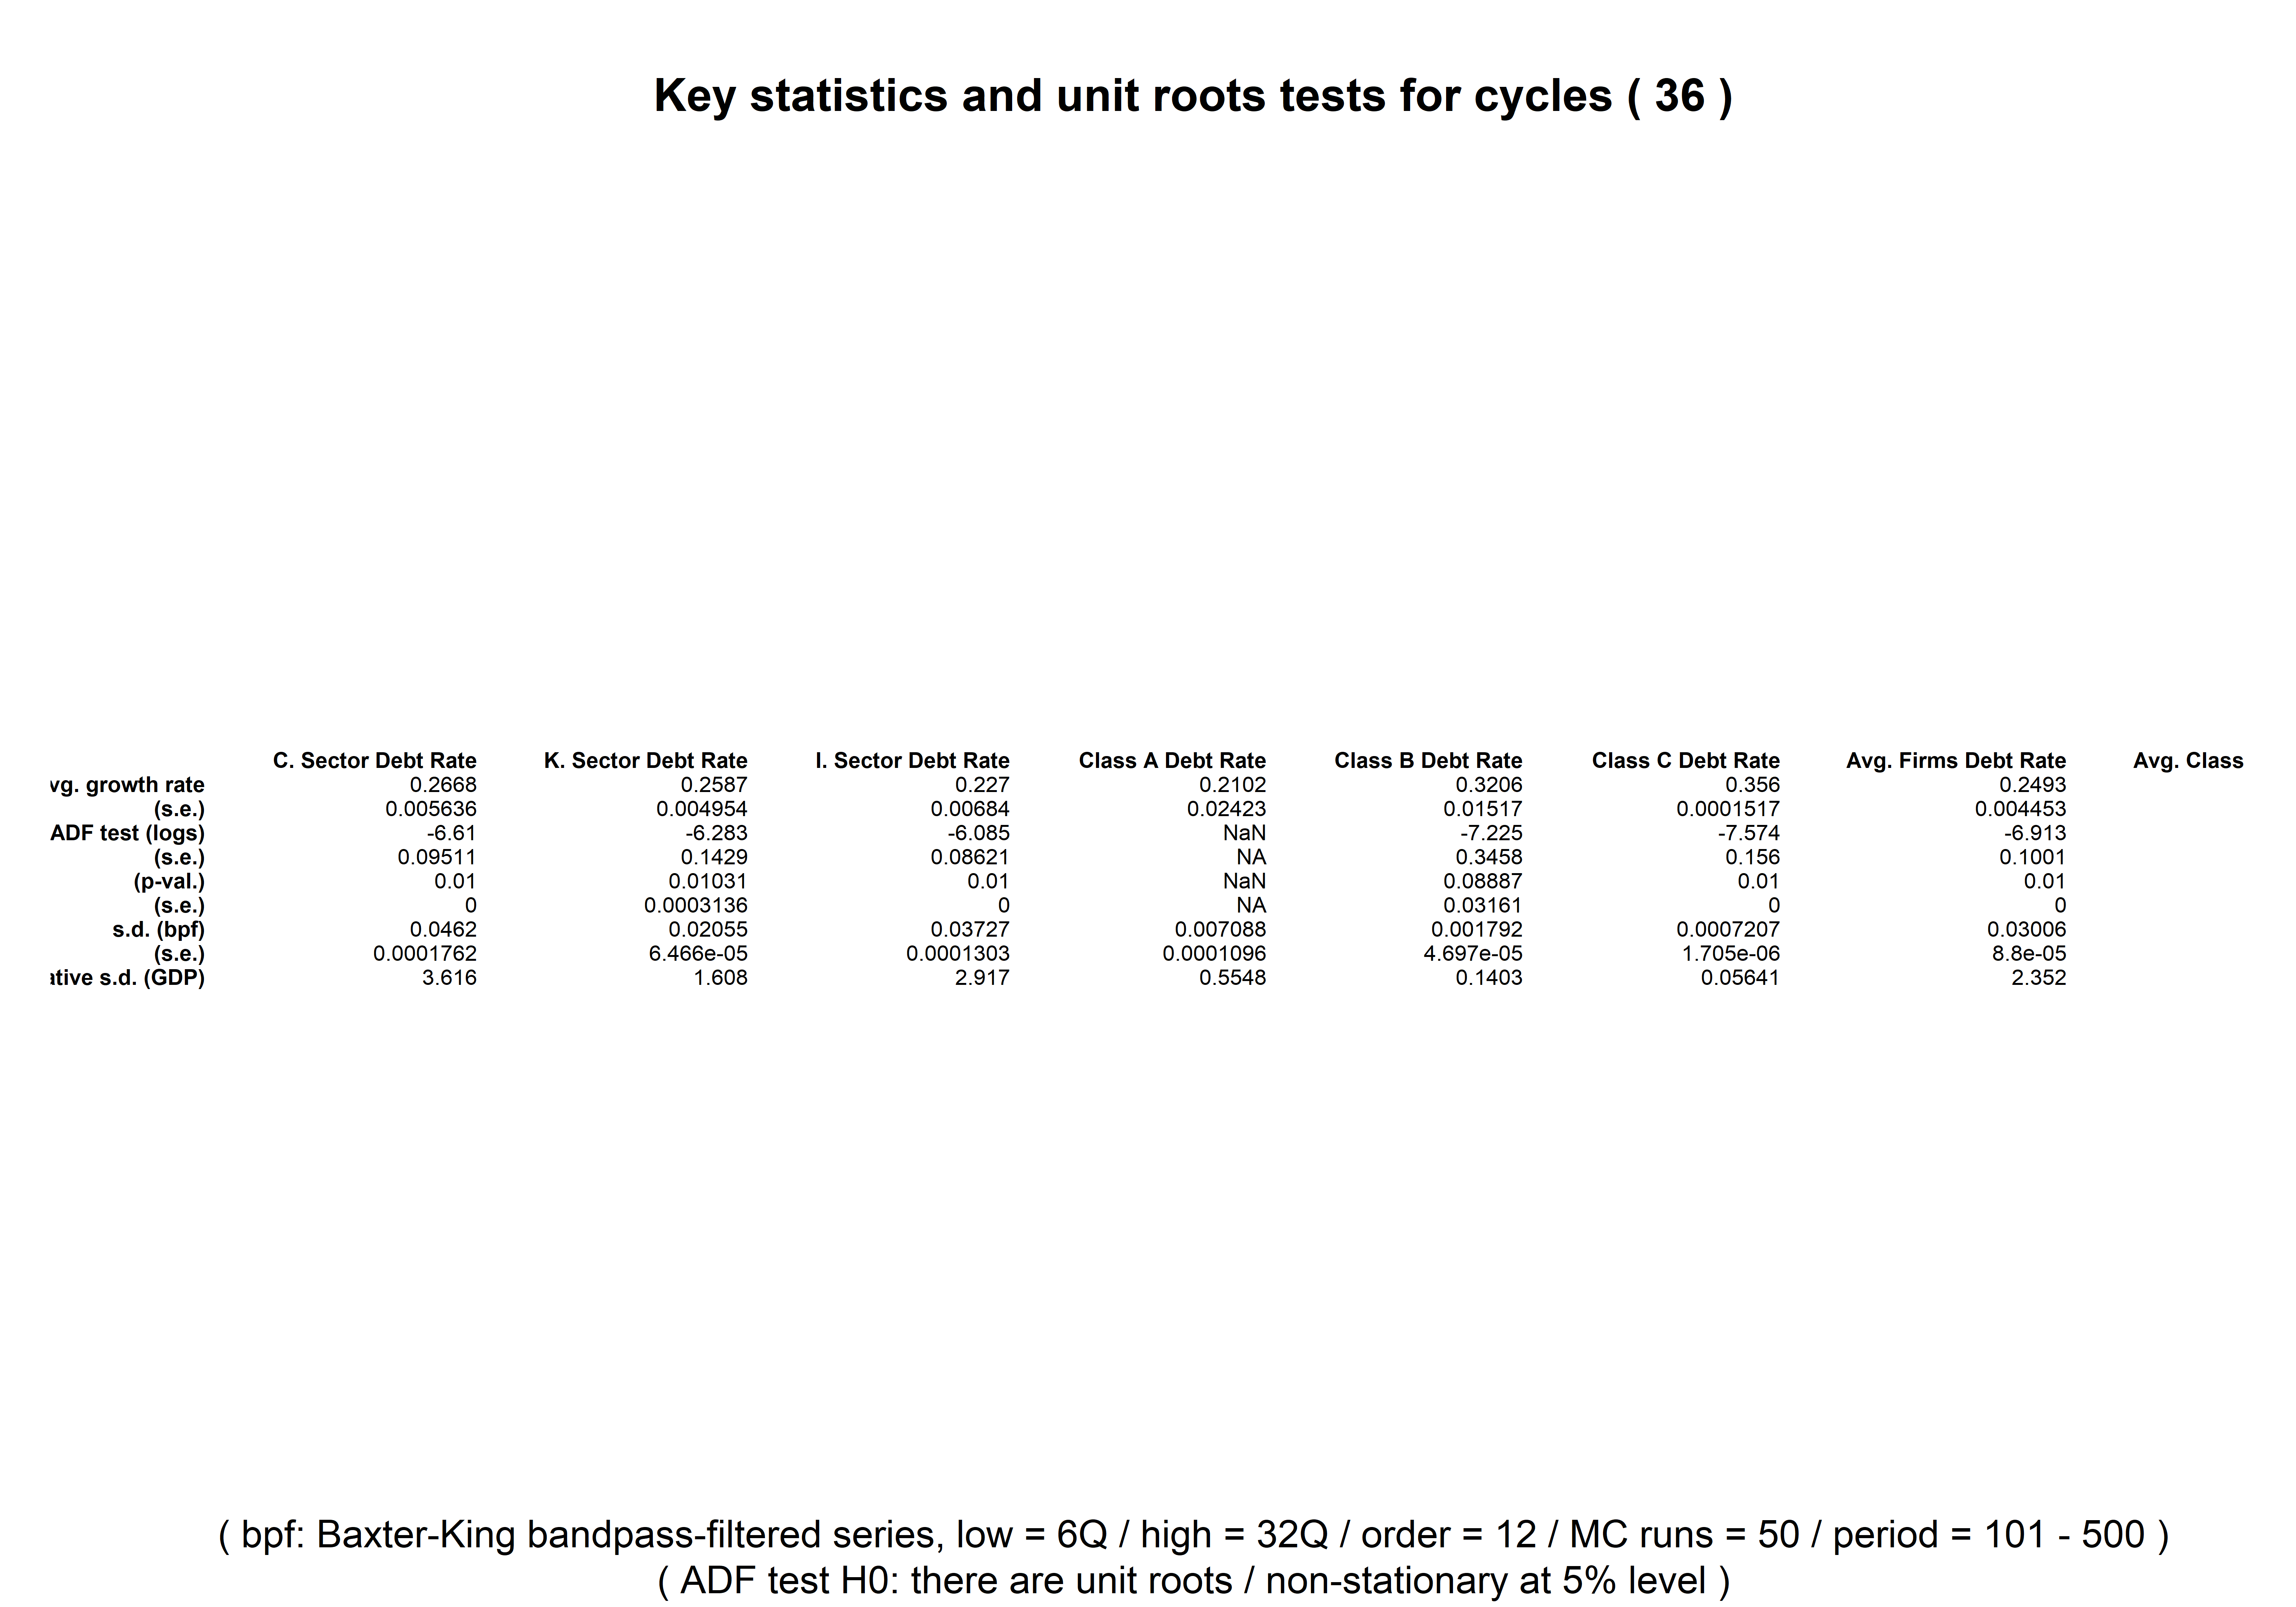 Key statistics and unit roots tests for cycles ( 36 )
C. Sector Debt Rate K. Sector Debt Rate I. Sector Debt Rate Class A Debt Rate Class B Debt Rate Class C Debt Rate Avg. Firms Debt Rate Avg. Class
vg. growth rate 0.2668 0.2587 0.227 0.2102 0.3206 0.356 0.2493
(s.e.) 0.005636 0.004954 0.00684 0.02423 0.01517 0.0001517 0.004453
ADF test (logs) -6.61 -6.283 -6.085 NaN -7.225 -7.574 -6.913
(s.e.) 0.09511 0.1429 0.08621 NA 0.3458 0.156 0.1001
(p-val.) 0.01 0.01031 0.01 NaN 0.08887 0.01 0.01
(s.e.) 0 0.0003136 0 NA 0.03161 0 0
s.d. (bpf) 0.0462 0.02055 0.03727 0.007088 0.001792 0.0007207 0.03006
(s.e.) 0.0001762 6.466e-05 0.0001303 0.0001096 4.697e-05 1.705e-06 8.8e-05
ative s.d. (GDP) 3.616 1.608 2.917 0.5548 0.1403 0.05641 2.352
( bpf: Baxter-King bandpass-filtered series, low = 6Q / high = 32Q / order = 12 / MC runs = 50 / period = 101 - 500 )
( ADF test H0: there are unit roots / non-stationary at 5% level )